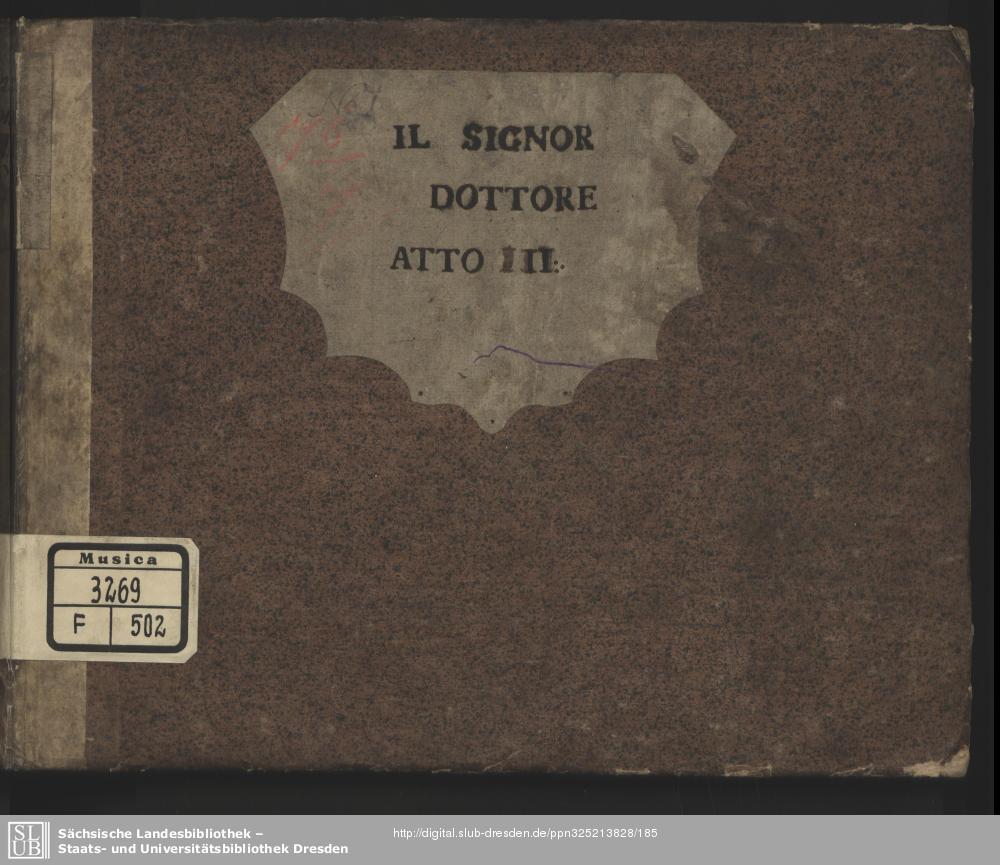 IL SIGNOR
DOTTORE
ATTO III:.
Musica
3269
F 502
SLUB
Sächsische Landesbibliothek –
Staats- und Universitätsbibliothek Dresden
http://digital.slub-dresden.de/ppn325213828/185